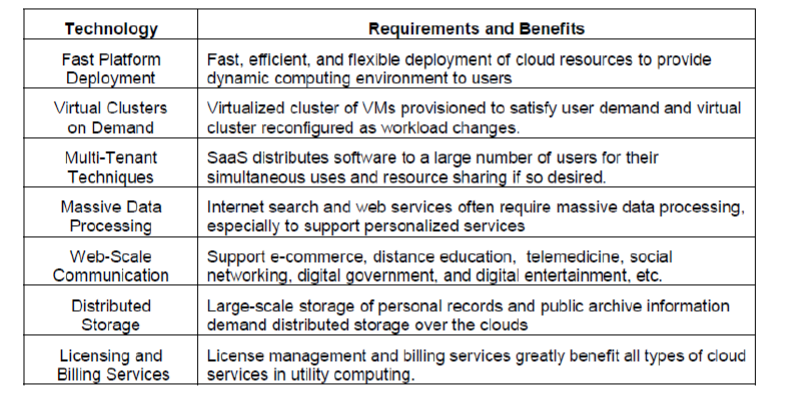 Technology Requirements and Benefits
Fast Platform Fast, efficient, and flexible deployment of cloud resources to provide
Deployment dynamic computing environment to users
Virtual Clusters Virtualized cluster of VMs provisioned to satisfy user demand and virtual
on Demand cluster reconfigured as workload changes.
Multi-Tenant SaaS distributes software to a large number of users for their
Techniques simultaneous uses and resource sharing if so desired.
Massive Data Internet search and web services often require massive data processing,
Processing especially to support personalized services
Web-Scale Support e-commerce, distance education, telemedicine, social
Communication networking, digital government, and digital entertainment, etc.
Distributed Large-scale storage of personal records and public archive information
Storage demand distributed storage over the clouds
Licensing and License management and billing services greatly benefit all types of cloud
Billing Services services in utility computing.